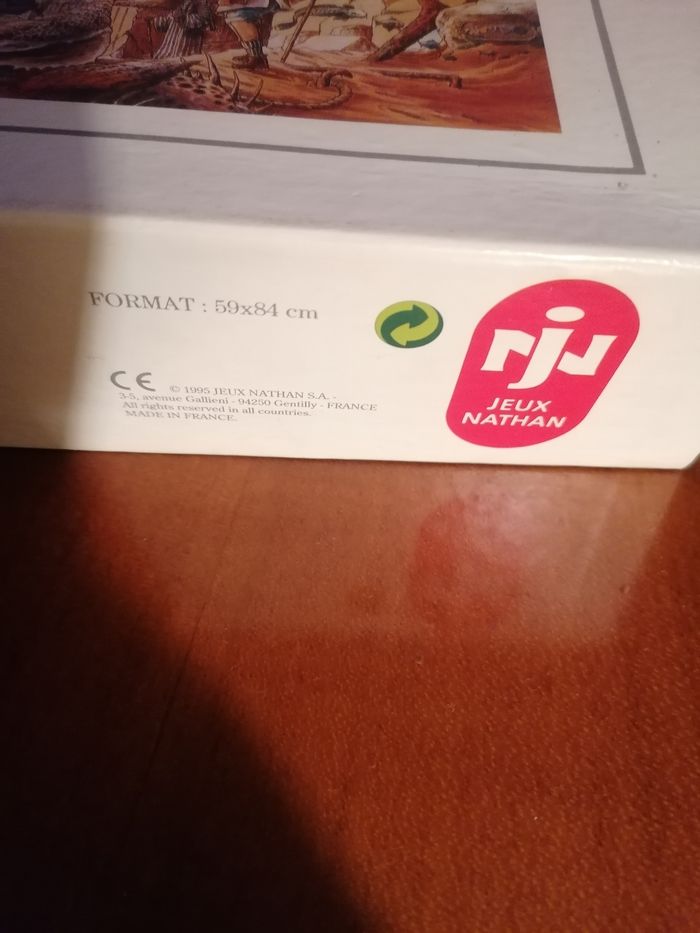 FORMAT : 59x84 cm
CE © 1995 JEUX NATHAN S.A. -
3-5, avenue Gallieni - 94250 Gentilly - FRANCE
All rights reserved in all countries.
MADE IN FRANCE.
JN
JEUX
NATHAN